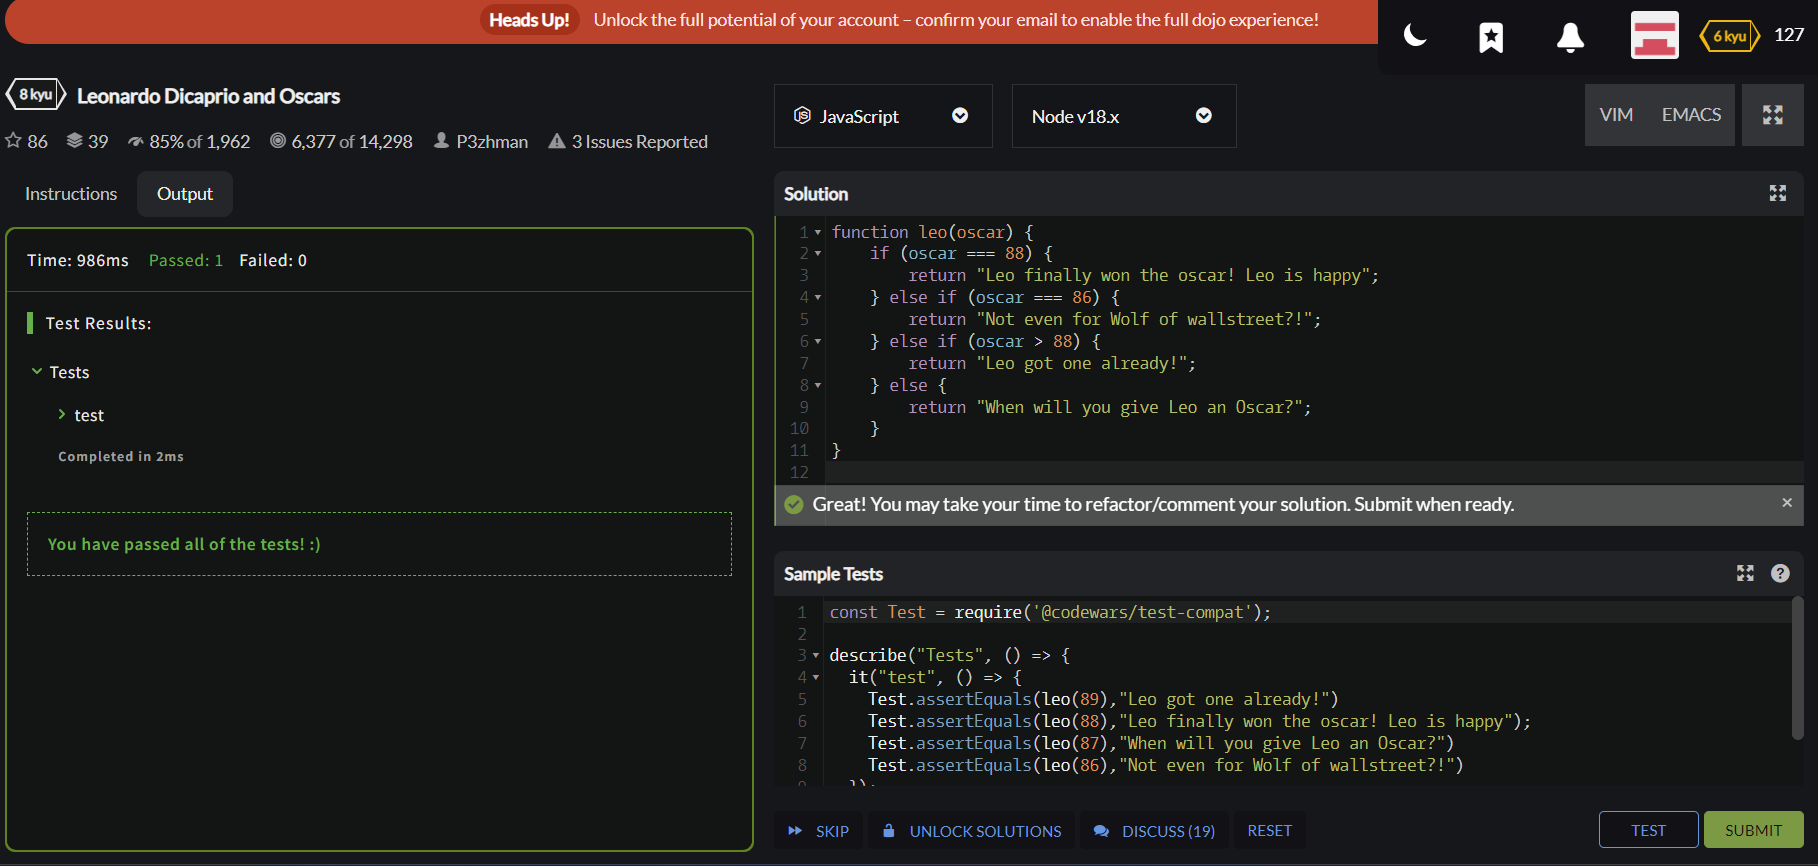 Heads Up! Unlock the full potential of your account – confirm your email to enable the full dojo experience!
6 kyu 127
8 kyu Leonardo Dicaprio and Oscars
86 39 85% of 1,962 6,377 of 14,298 P3zhman 3 Issues Reported
Instructions Output
Time: 986ms Passed: 1 Failed: 0
Test Results:
Tests
test
Completed in 2ms
You have passed all of the tests! :)
JS JavaScript Node v18.x VIM EMACS
Solution
1 function leo(oscar) {
2 if (oscar === 88) {
3 return "Leo finally won the oscar! Leo is happy";
4 } else if (oscar === 86) {
5 return "Not even for Wolf of wallstreet?!";
6 } else if (oscar > 88) {
7 return "Leo got one already!";
8 } else {
9 return "When will you give Leo an Oscar?";
10 }
11 }
12
Great! You may take your time to refactor/comment your solution. Submit when ready. ×
Sample Tests ?
1 const Test = require('@codewars/test-compat');
2
3 describe("Tests", () => {
4 it("test", () => {
5 Test.assertEquals(leo(89),"Leo got one already!")
6 Test.assertEquals(leo(88),"Leo finally won the oscar! Leo is happy");
7 Test.assertEquals(leo(87),"When will you give Leo an Oscar?")
8 Test.assertEquals(leo(86),"Not even for Wolf of wallstreet?!")
SKIP UNLOCK SOLUTIONS DISCUSS (19) RESET TEST SUBMIT